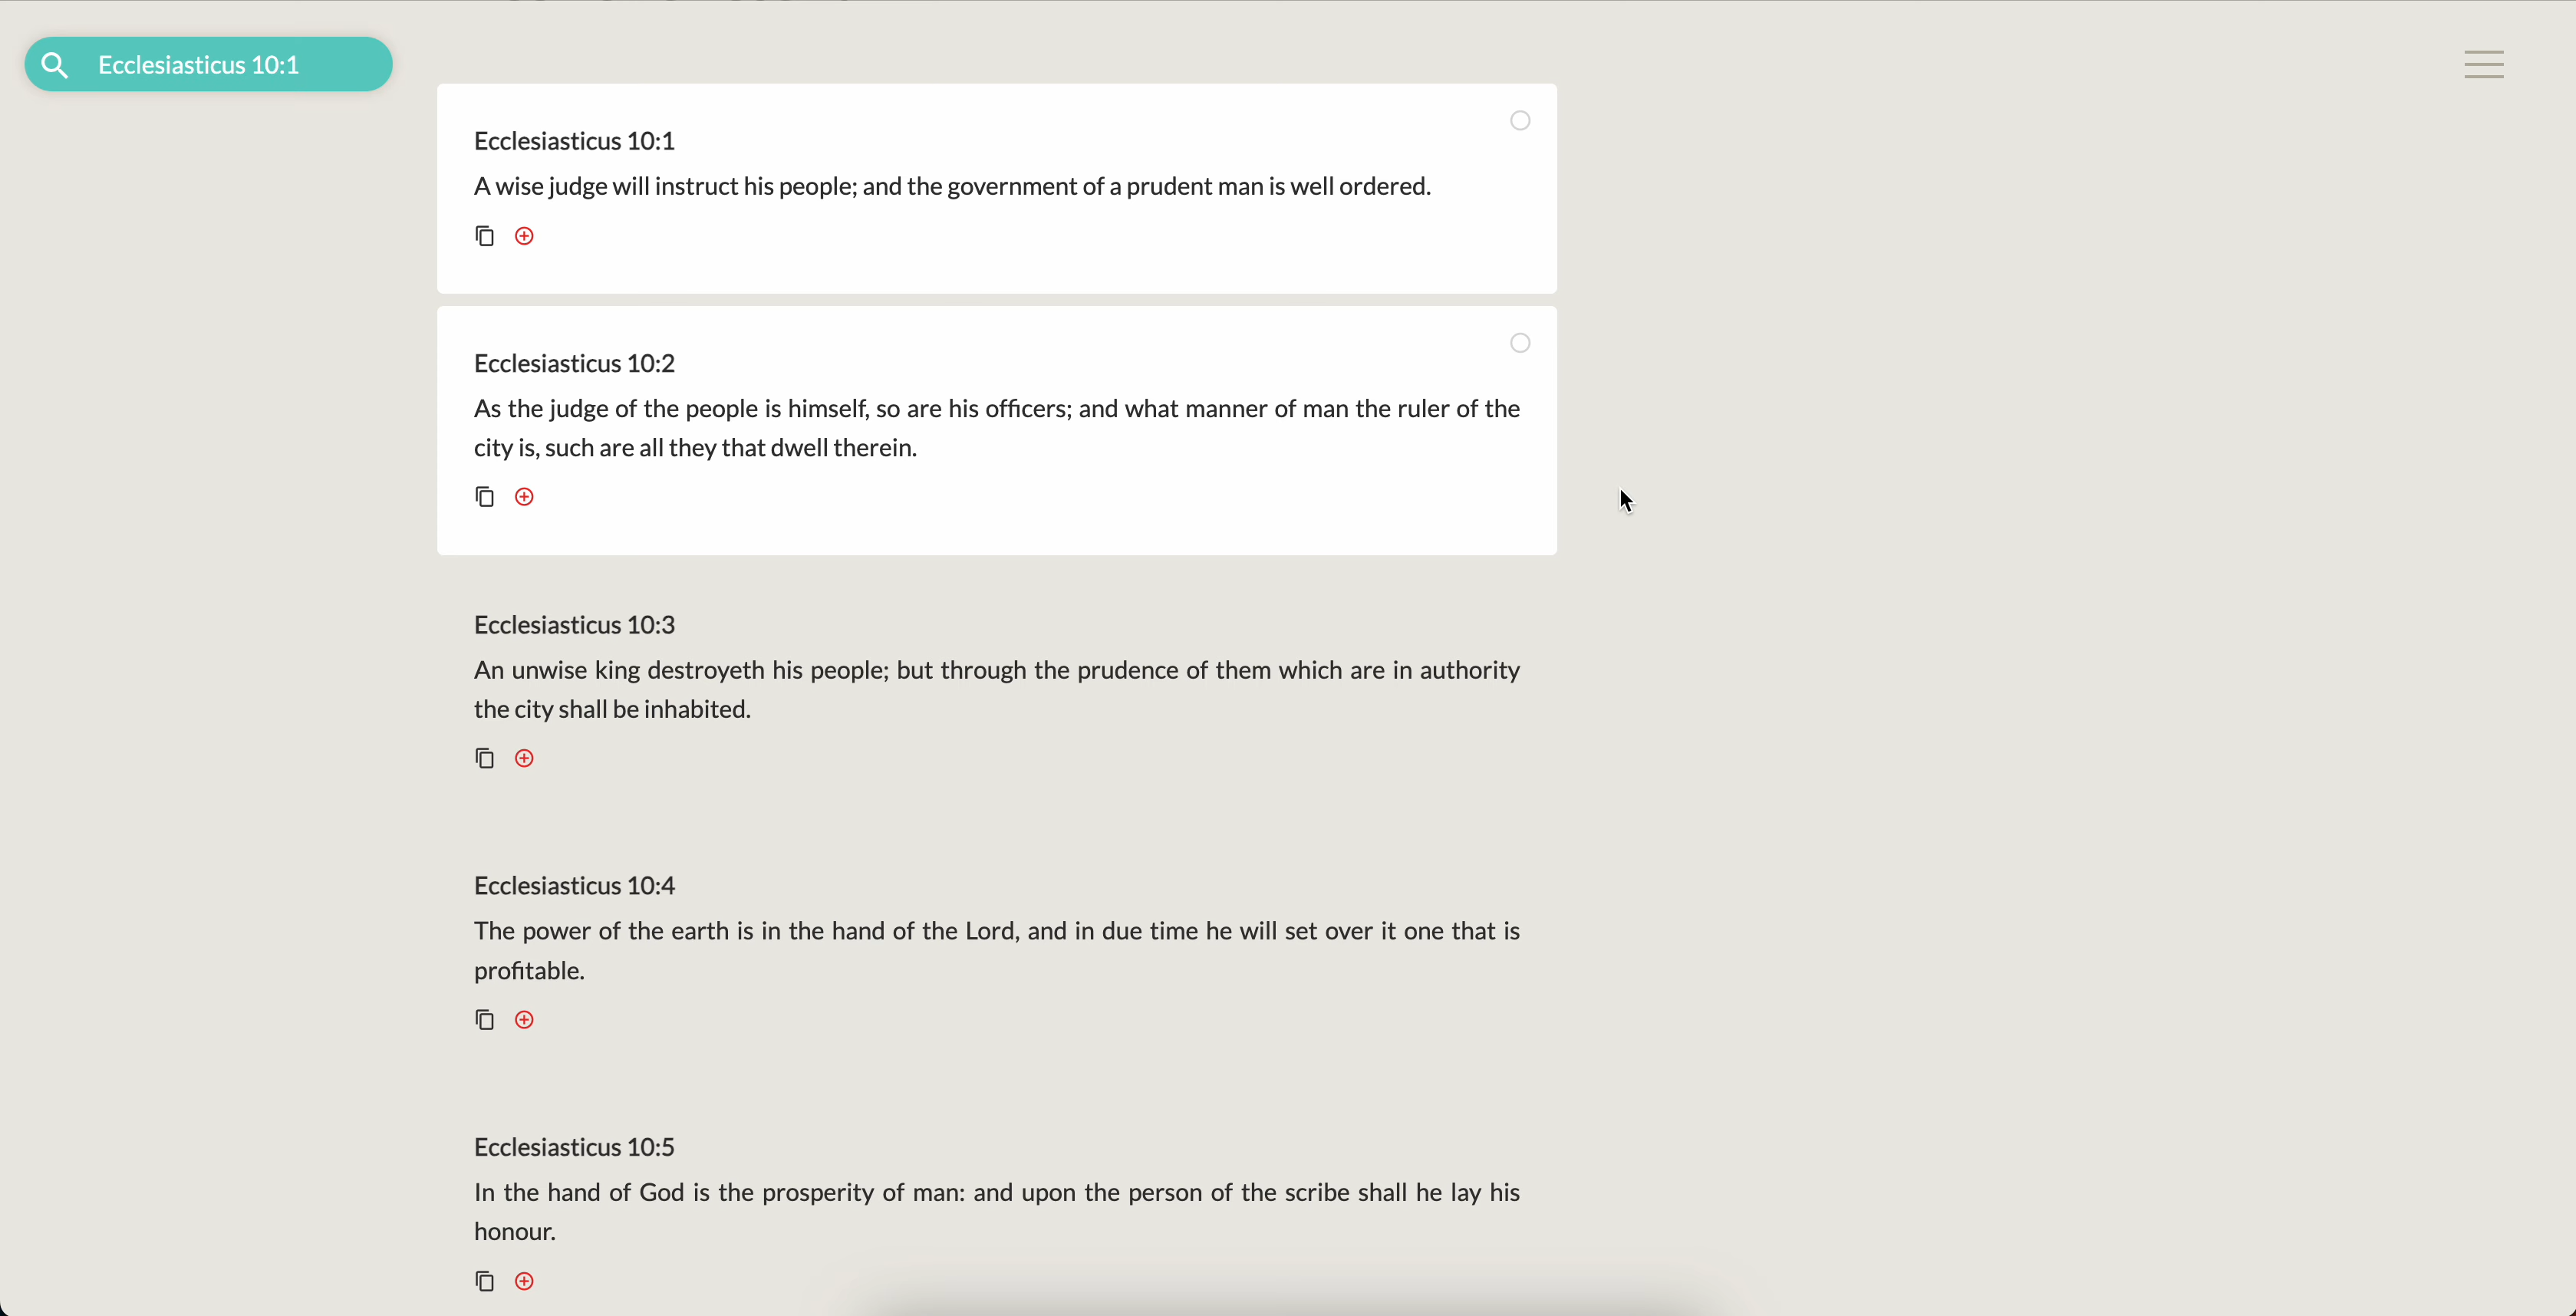 Ecclesiasticus 10:1
Ecclesiasticus 10:1
A wise judge will instruct his people; and the government of a prudent man is well ordered.
Ecclesiasticus 10:2
As the judge of the people is himself, so are his officers; and what manner of man the ruler of the
city is, such are all they that dwell therein.
Ecclesiasticus 10:3
An unwise king destroyeth his people; but through the prudence of them which are in authority
the city shall be inhabited.
Ecclesiasticus 10:4
The power of the earth is in the hand of the Lord, and in due time he will set over it one that is
profitable.
Ecclesiasticus 10:5
In the hand of God is the prosperity of man: and upon the person of the scribe shall he lay his
honour.